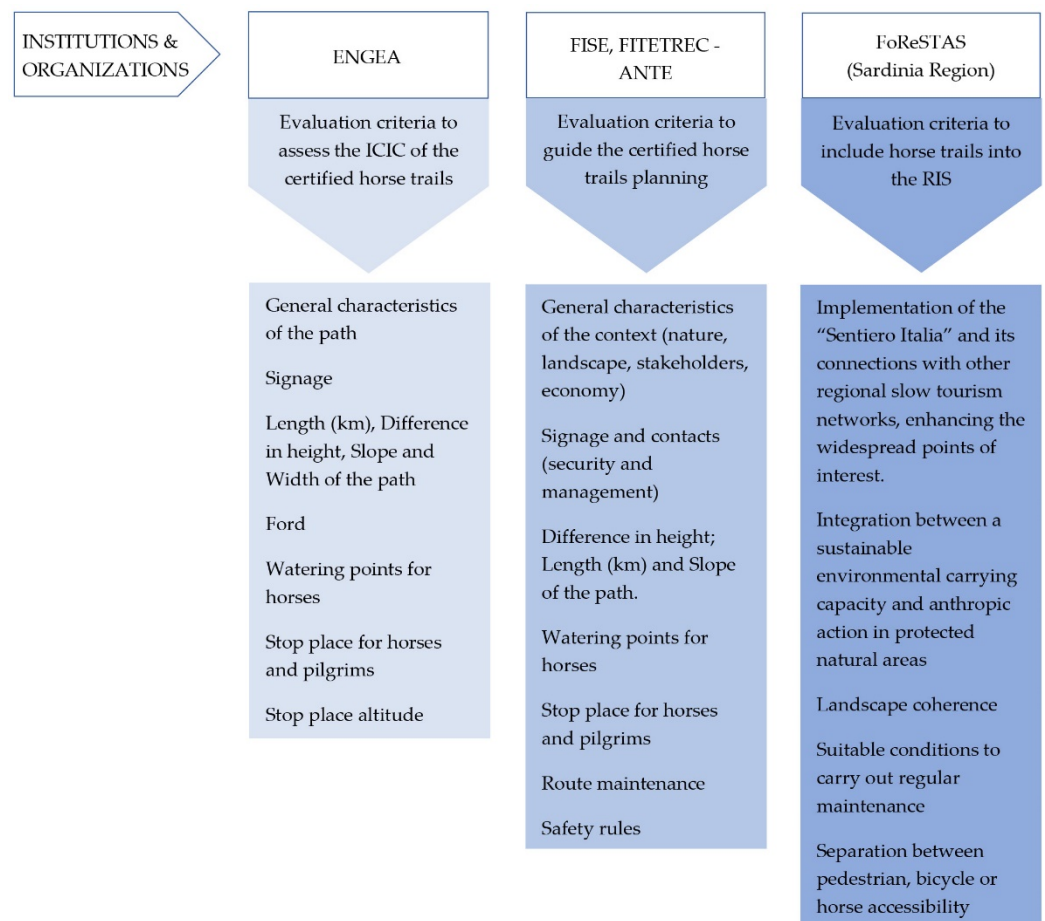 INSTITUTIONS &
ORGANIZATIONS
ENGEA
FISE, FITETREC -
ANTE
FoReSTAS
(Sardinia Region)
Evaluation criteria to
assess the ICIC of the
certified horse trails
Evaluation criteria to
guide the certified horse
trails planning
Evaluation criteria to
include horse trails into
the RIS
General characteristics
of the path
Signage
Length (km), Difference
in height, Slope and
Width of the path
Ford
Watering points for
horses
Stop place for horses
and pilgrims
Stop place altitude
General characteristics
of the context (nature,
landscape, stakeholders,
economy)
Signage and contacts
(security and
management)
Difference in height;
Length (km) and Slope
of the path.
Watering points for
horses
Stop place for horses
and pilgrims
Route maintenance
Safety rules
Implementation of the
“Sentiero Italia” and its
connections with other
regional slow tourism
networks, enhancing the
widespread points of
interest.
Integration between a
sustainable
environmental carrying
capacity and anthropic
action in protected
natural areas
Landscape coherence
Suitable conditions to
carry out regular
maintenance
Separation between
pedestrian, bicycle or
horse accessibility